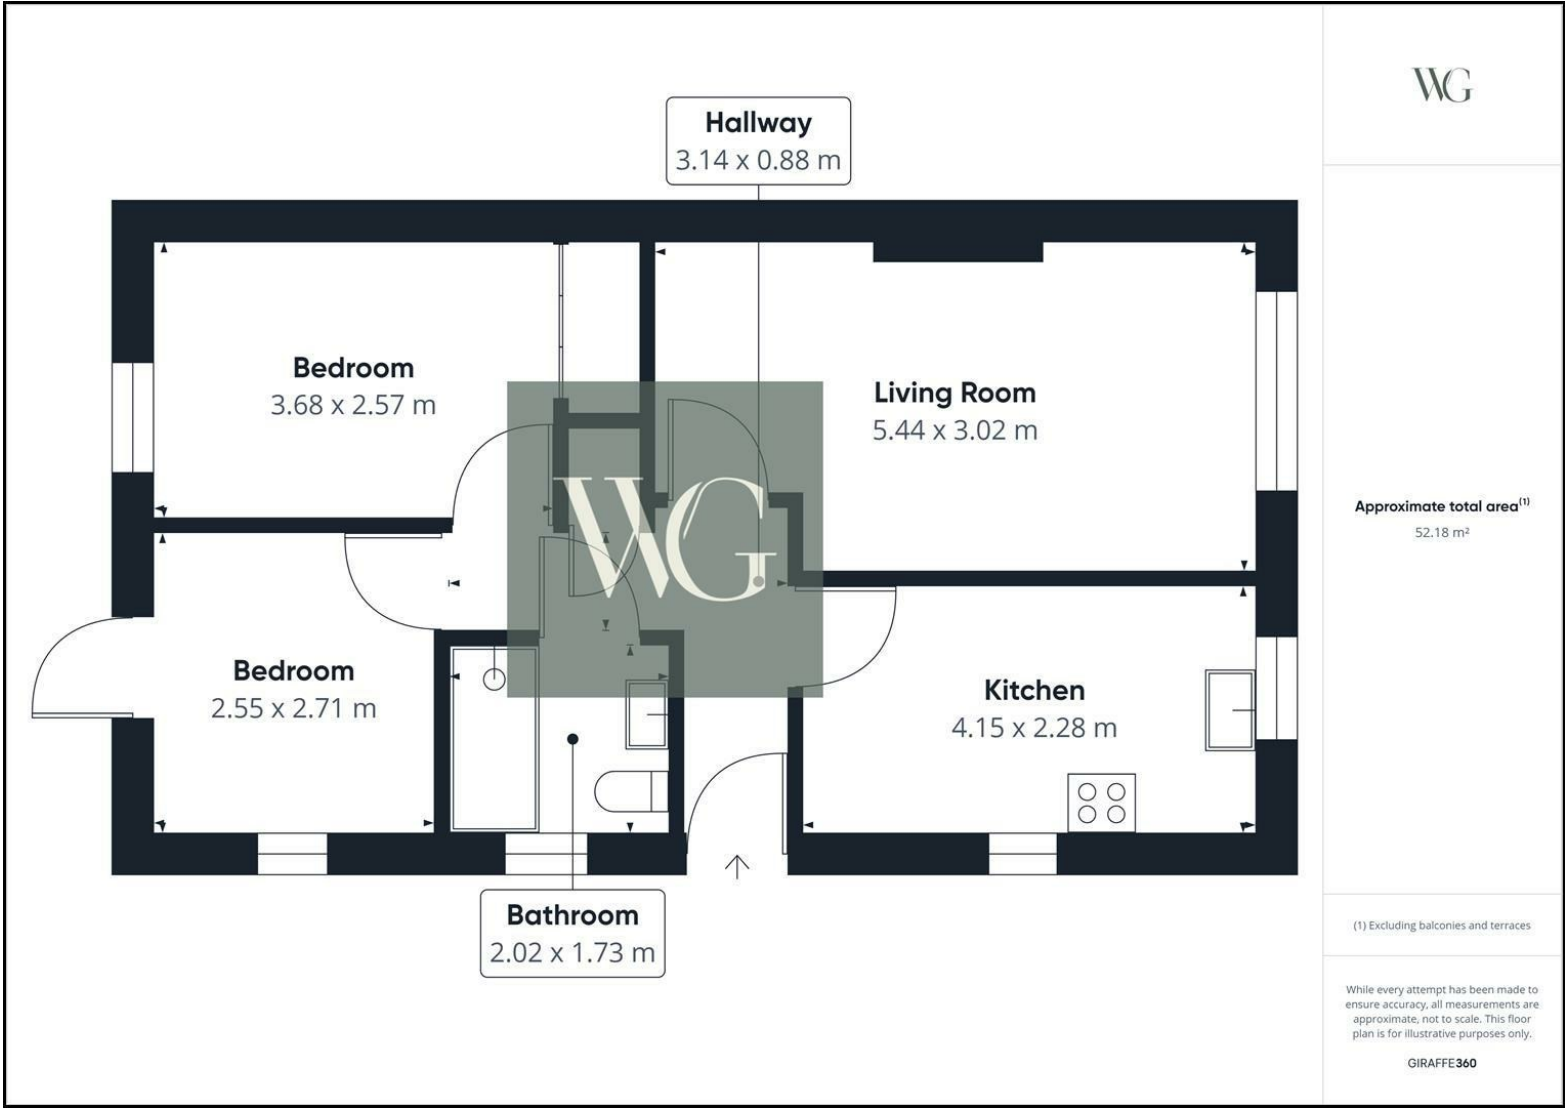 Hallway
3.14 x 0.88 m
WG
Bedroom
3.68 x 2.57 m
Living Room
5.44 x 3.02 m
WG
Bedroom
2.55 x 2.71 m
Kitchen
4.15 x 2.28 m
Bathroom
2.02 x 1.73 m
Approximate total area(1)
52.18 m²
(1) Excluding balconies and terraces
While every attempt has been made to
ensure accuracy, all measurements are
approximate, not to scale. This floor
plan is for illustrative purposes only.
GIRAFFE360